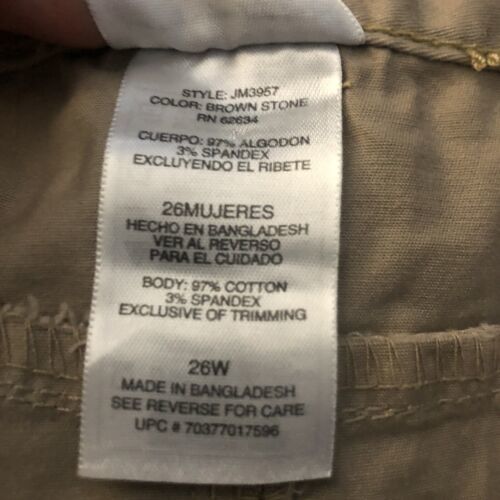 STYLE: JM3957
COLOR: BROWN STONE
RN 62634
CUERPO: 97% ALGODON
3% SPANDEX
EXCLUYENDO EL RIBETE
26MUJERES
HECHO EN BANGLADESH
VER AL REVERSO
PARA EL CUIDADO
BODY: 97% COTTON
3% SPANDEX
EXCLUSIVE OF TRIMMING
26W
MADE IN BANGLADESH
SEE REVERSE FOR CARE
UPC # 70377017596